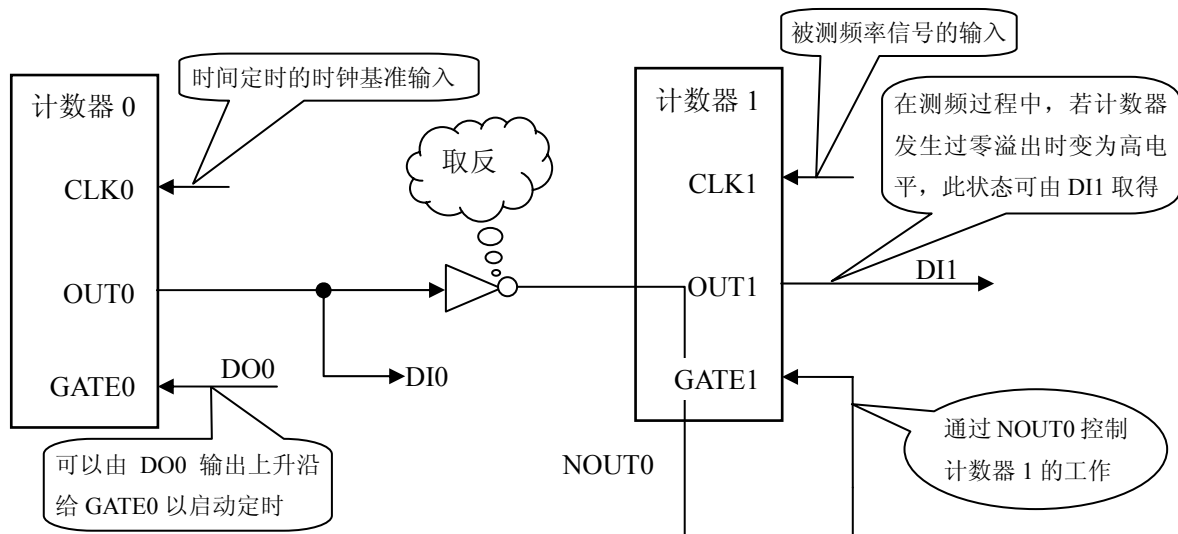 计数器 0
时间定时的时钟基准输入
CLK0
OUT0
GATE0
DO0
可以由 DO0 输出上升沿
给 GATE0 以启动定时
DI0
取反
NOUT0
被测频率信号的输入
计数器 1
CLK1
OUT1
GATE1
在测频过程中，若计数器
发生过零溢出时变为高电
平，此状态可由 DI1 取得
DI1
通过 NOUT0 控制
计数器 1 的工作